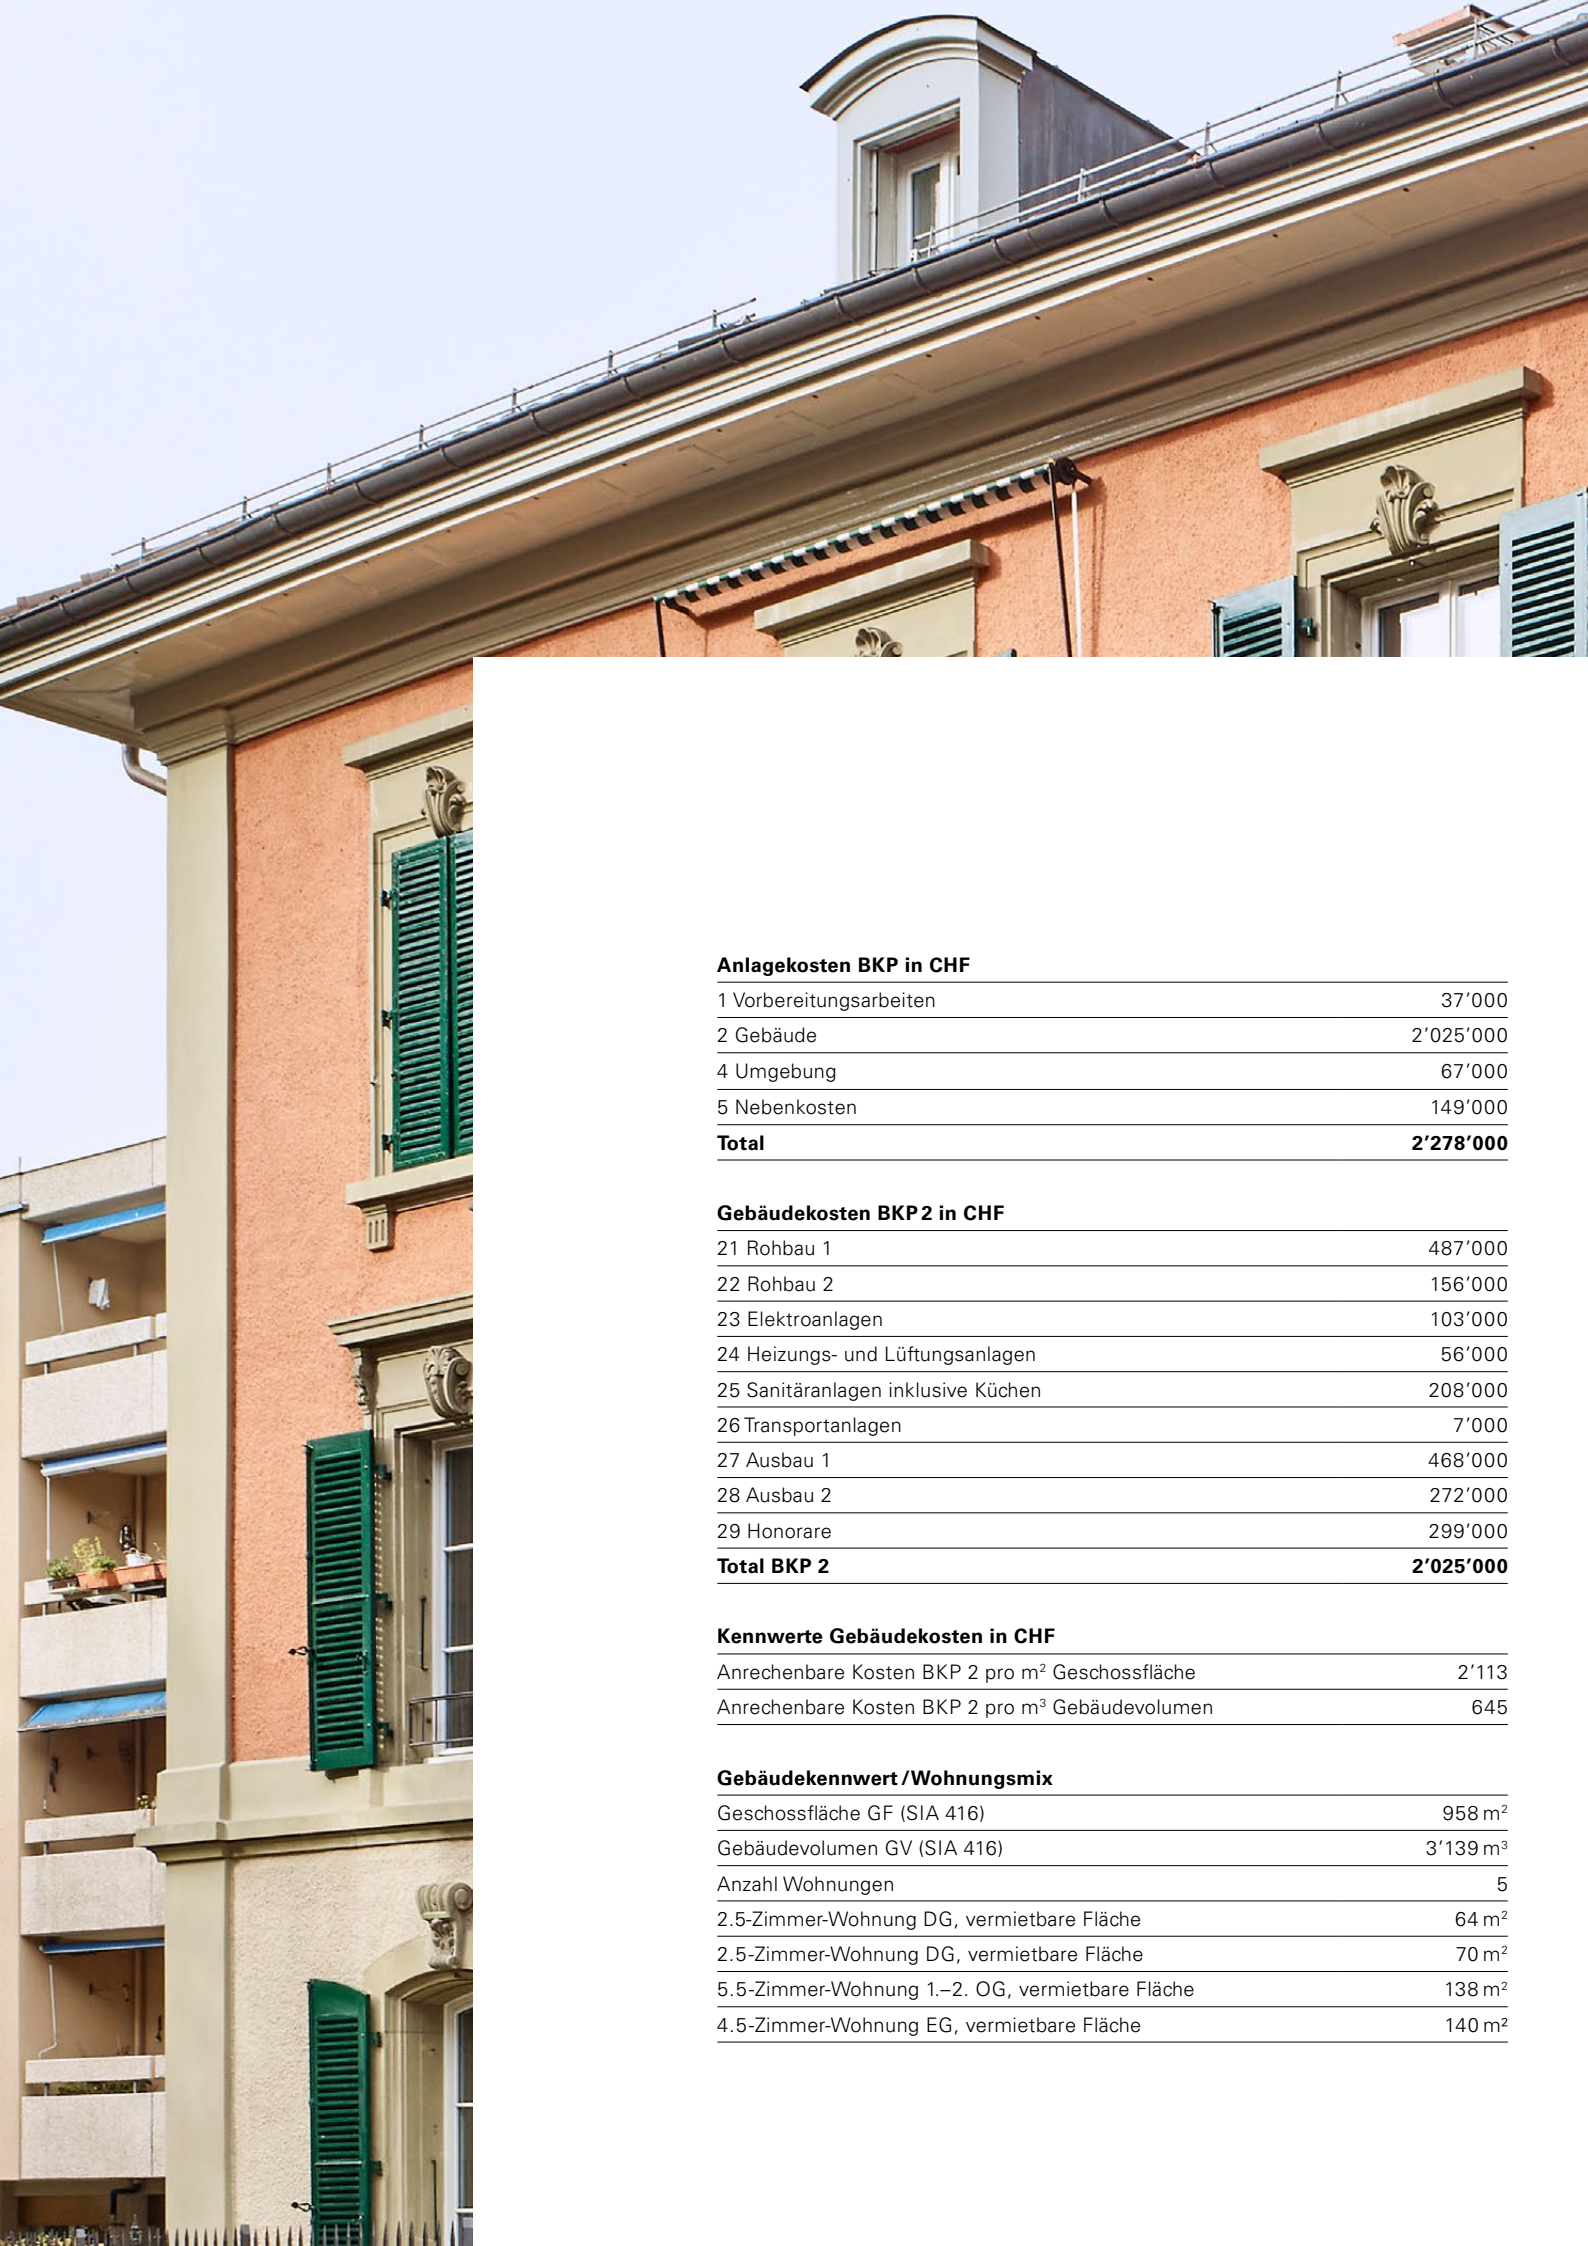 Anlagekosten BKP in CHF
1 Vorbereitungsarbeiten 37’000
2 Gebäude 2’025’000
4 Umgebung 67’000
5 Nebenkosten 149’000
Total 2’278’000
Gebäudekosten BKP 2 in CHF
21 Rohbau 1 487’000
22 Rohbau 2 156’000
23 Elektroanlagen 103’000
24 Heizungs- und Lüftungsanlagen 56’000
25 Sanitäranlagen inklusive Küchen 208’000
26 Transportanlagen 7’000
27 Ausbau 1 468’000
28 Ausbau 2 272’000
29 Honorare 299’000
Total BKP 2 2’025’000
Kennwerte Gebäudekosten in CHF
Anrechenbare Kosten BKP 2 pro m² Geschossfläche 2’113
Anrechenbare Kosten BKP 2 pro m³ Gebäudevolumen 645
Gebäudekennwert / Wohnungsmix
Geschossfläche GF (SIA 416) 958 m²
Gebäudevolumen GV (SIA 416) 3’139 m³
Anzahl Wohnungen 5
2.5-Zimmer-Wohnung DG, vermietbare Fläche 64 m²
2.5-Zimmer-Wohnung DG, vermietbare Fläche 70 m²
5.5-Zimmer-Wohnung 1.–2. OG, vermietbare Fläche 138 m²
4.5-Zimmer-Wohnung EG, vermietbare Fläche 140 m²